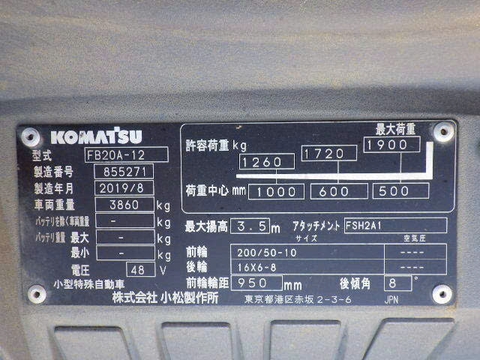 KOMATSU
型式 FB20A-12
製造番号 855271
製造年月 2019/8
車両重量 3860 kg
バッテリを除く車両重量 - kg
バッテリ重量 最大 - kg
最小 - kg
電圧 48 V
小型特殊自動車
株式会社 小松製作所
最大荷重
許容荷重 kg 1260 1720 1900
荷重中心 mm 1000 600 500
最大揚高 3.5 m アタッチメント FSH2A1
サイズ 空気圧
前輪 200/50-10 ----
後輪 16X6-8 ----
前輪輪距 950 mm 後傾角 8 °
東京都港区赤坂 2-3-6 JPN